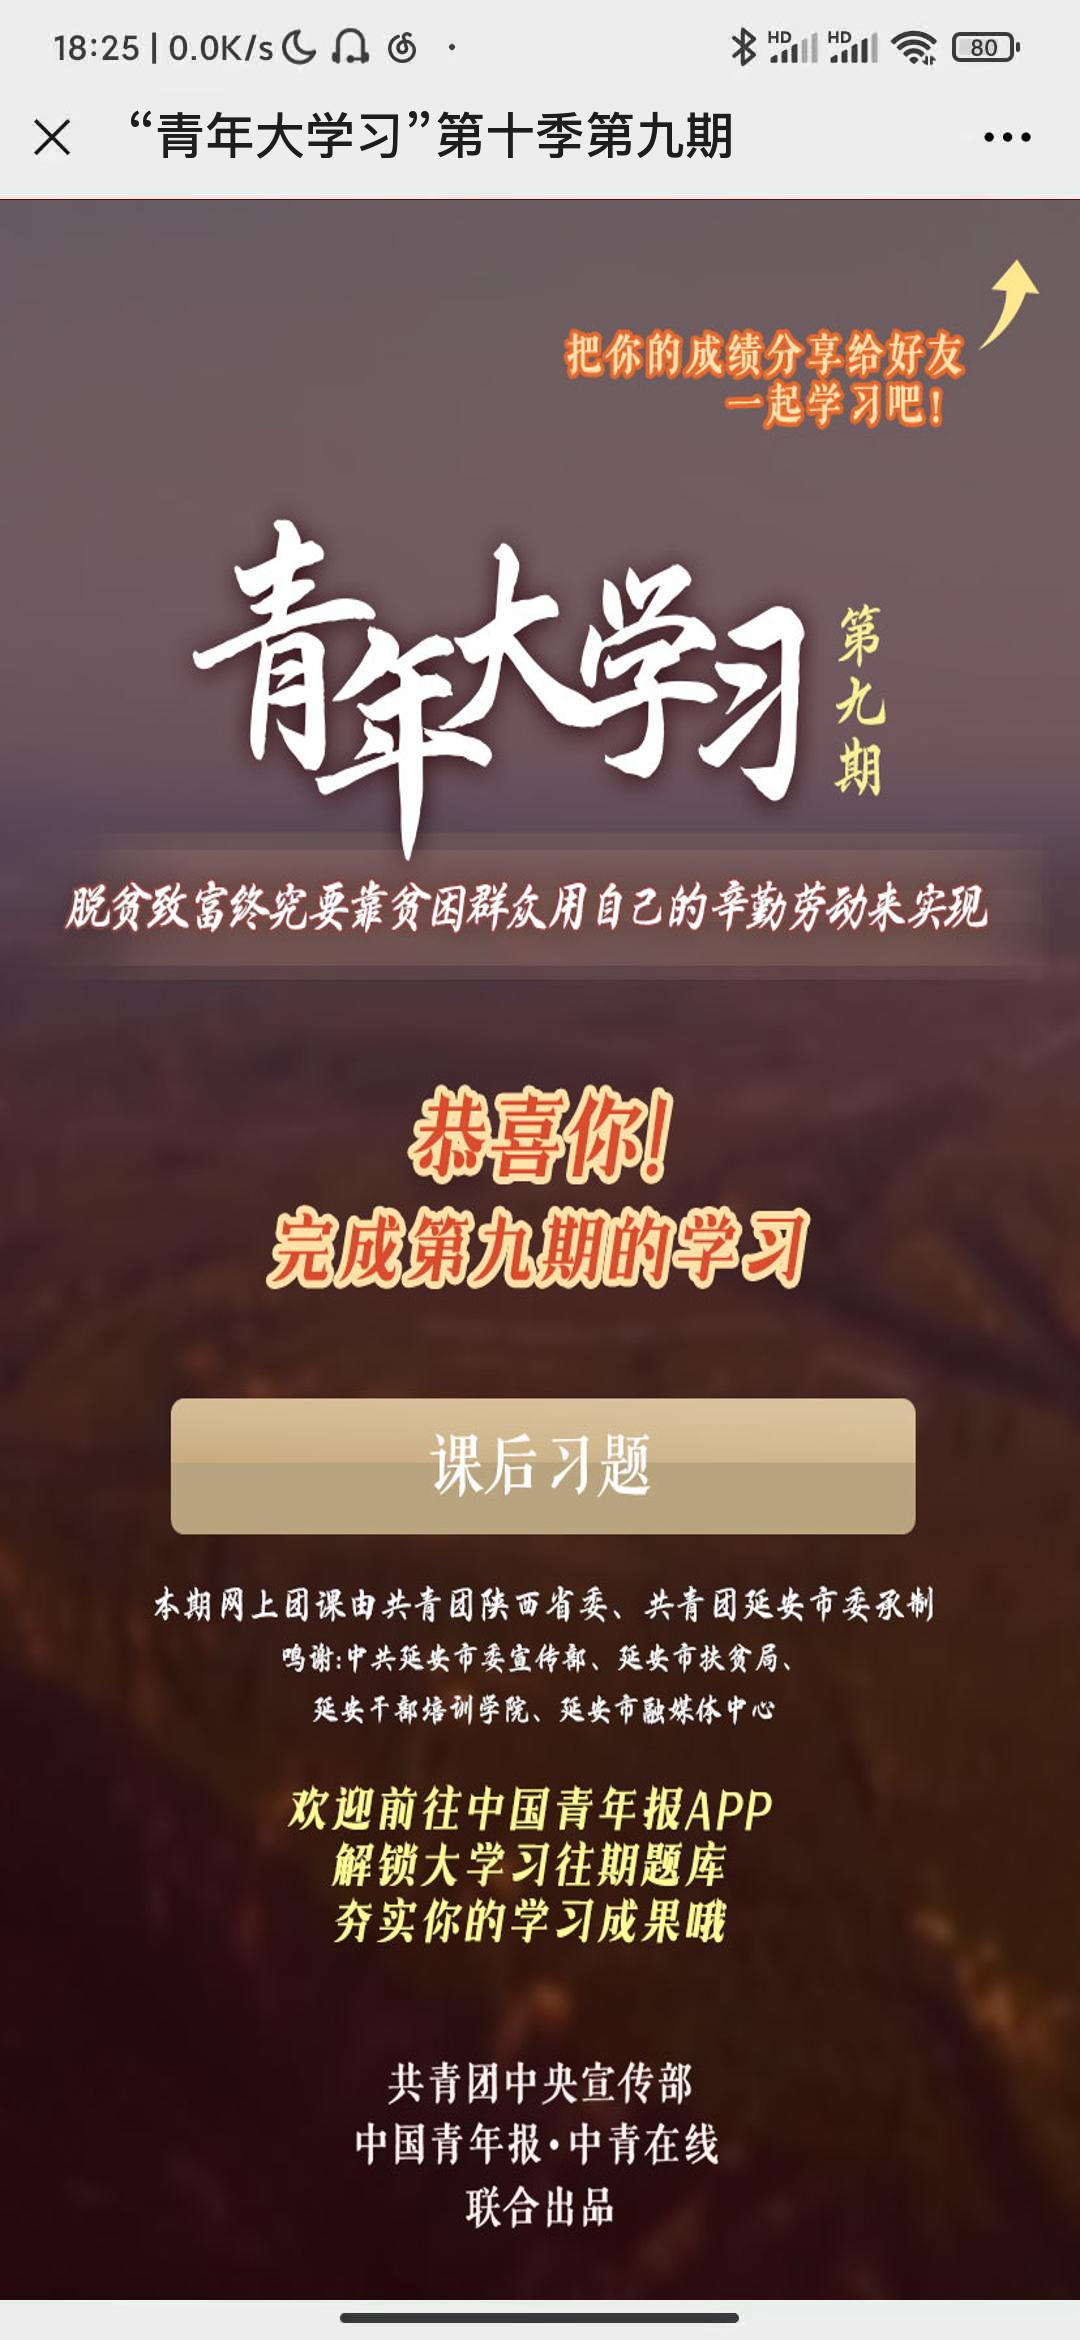 18:25 | 0.0K/s
HD HD 80
“青年大学习”第十季第九期
把你的成绩分享给好友
一起学习吧!
青年大学习
第九期
脱贫致富终究要靠贫困群众用自己的辛勤劳动来实现
恭喜你!
完成第九期的学习
课后习题
本期网上团课由共青团陕西省委、共青团延安市委承制
鸣谢:中共延安市委宣传部、延安市扶贫局、
延安干部培训学院、延安市融媒体中心
欢迎前往中国青年报APP
解锁大学习往期题库
夯实你的学习成果哦
共青团中央宣传部
中国青年报·中青在线
联合出品